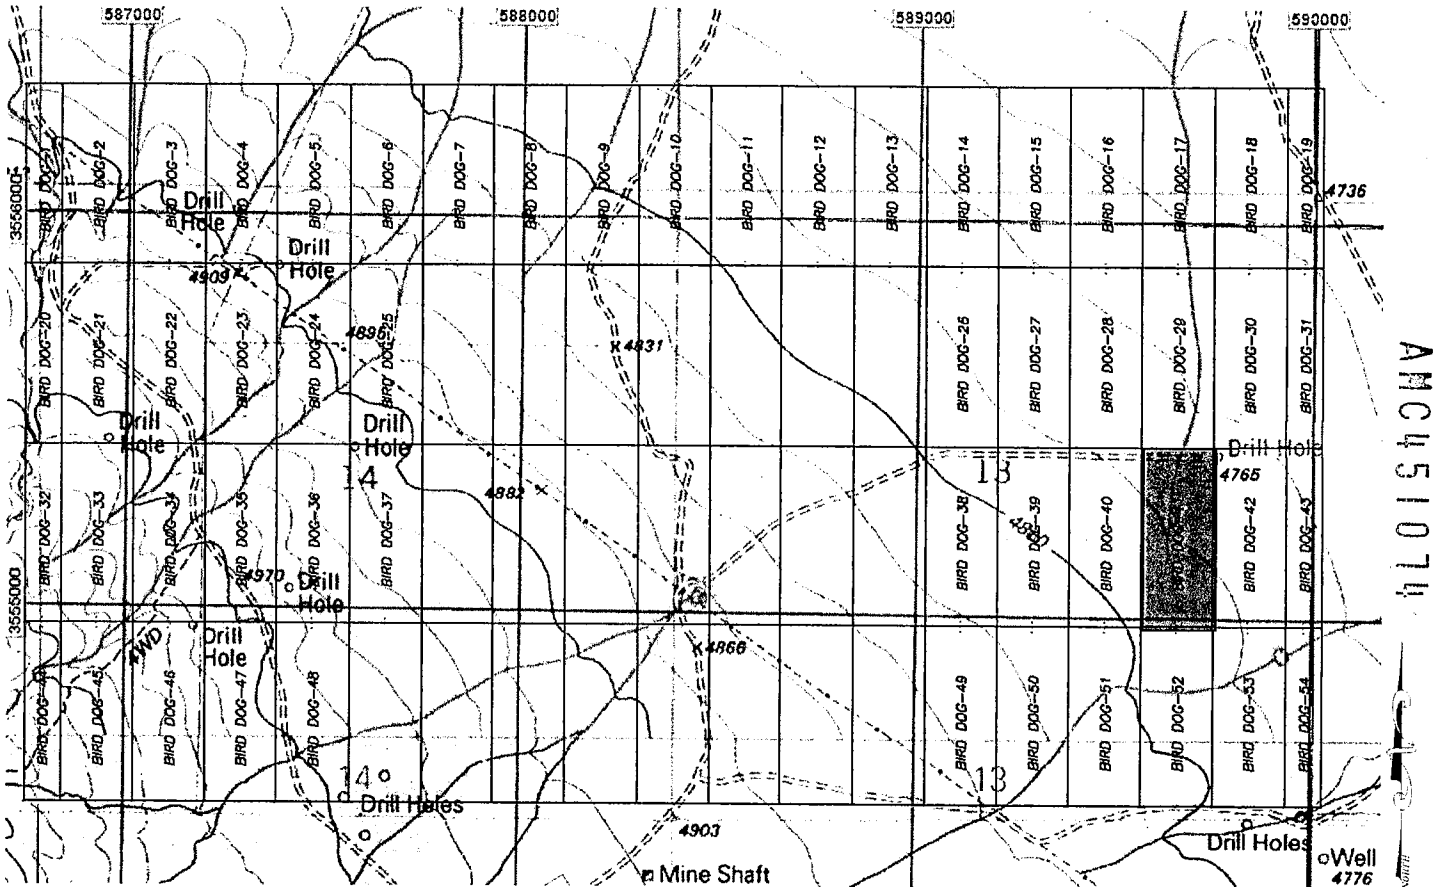 587000
588000
589000
590000
BIRD DOG-1
BIRD DOG-2
BIRD DOG-3
BIRD DOG-4
BIRD DOG-5
BIRD DOG-6
BIRD DOG-7
BIRD DOG-8
BIRD DOG-9
BIRD DOG-10
BIRD DOG-11
BIRD DOG-12
BIRD DOG-13
BIRD DOG-14
BIRD DOG-15
BIRD DOG-16
BIRD DOG-17
BIRD DOG-18
BIRD DOG-19
3556000
Drill
Hole
4736
Drill
Hole
4909
BIRD DOG-20
BIRD DOG-21
BIRD DOG-22
BIRD DOG-23
BIRD DOG-24
4895
BIRD DOG-25
4831
BIRD DOG-26
BIRD DOG-27
BIRD DOG-28
BIRD DOG-29
BIRD DOG-30
BIRD DOG-31
AMC451074
Drill
Hole
Drill
Hole
Drill Hole
4765
14
13
4882
BIRD DOG-32
BIRD DOG-33
BIRD DOG-34
BIRD DOG-35
BIRD DOG-36
BIRD DOG-37
BIRD DOG-38
BIRD DOG-39
BIRD DOG-40
BIRD DOG-42
BIRD DOG-43
4970
Drill
Hole
3555000
Drill
Hole
4WD
4866
BIRD DOG-44
BIRD DOG-45
BIRD DOG-46
BIRD DOG-47
BIRD DOG-48
BIRD DOG-49
BIRD DOG-50
BIRD DOG-51
BIRD DOG-52
BIRD DOG-53
BIRD DOG-54
14
13
Drill Holes
4903
Drill Holes
Mine Shaft
Well
4776